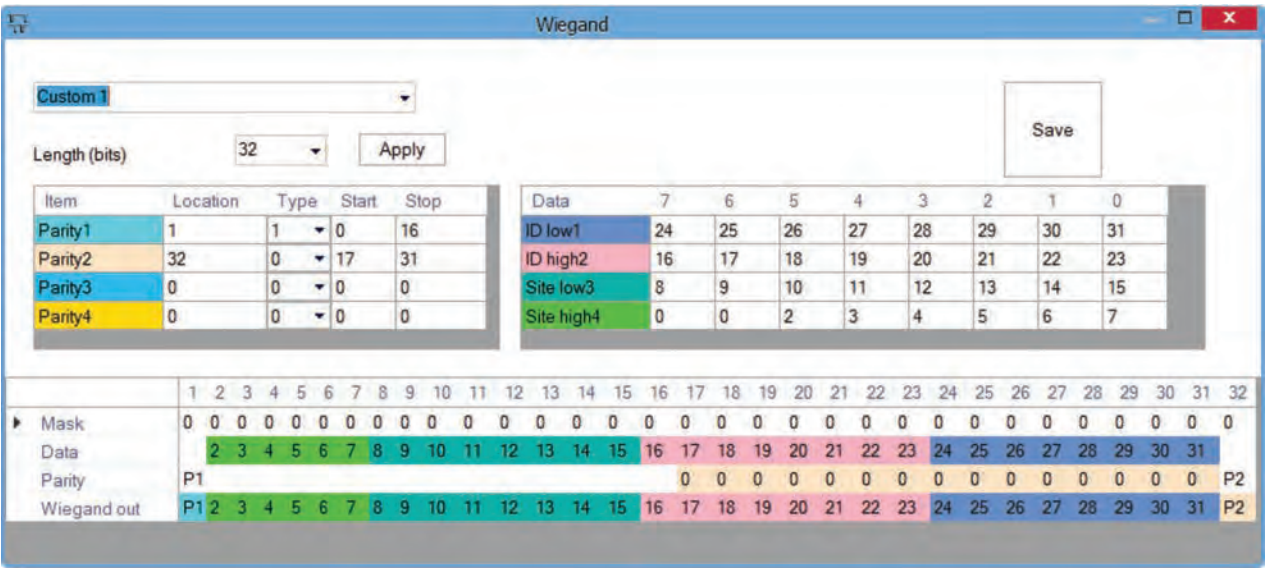 Wiegand
Custom 1
Save
Length (bits) 32 Apply
Item Location Type Start Stop
Parity1 1 1 0 16
Parity2 32 0 17 31
Parity3 0 0 0 0
Parity4 0 0 0 0
Data 7 6 5 4 3 2 1 0
ID low1 24 25 26 27 28 29 30 31
ID high2 16 17 18 19 20 21 22 23
Site low3 8 9 10 11 12 13 14 15
Site high4 0 0 2 3 4 5 6 7
1 2 3 4 5 6 7 8 9 10 11 12 13 14 15 16 17 18 19 20 21 22 23 24 25 26 27 28 29 30 31 32
Mask 0 0 0 0 0 0 0 0 0 0 0 0 0 0 0 0 0 0 0 0 0 0 0 0 0 0 0 0 0 0 0 0
Data 2 3 4 5 6 7 8 9 10 11 12 13 14 15 16 17 18 19 20 21 22 23 24 25 26 27 28 29 30 31
Parity P1 0 0 0 0 0 0 0 0 0 0 0 0 0 0 0 P2
Wiegand out P1 2 3 4 5 6 7 8 9 10 11 12 13 14 15 16 17 18 19 20 21 22 23 24 25 26 27 28 29 30 31 P2